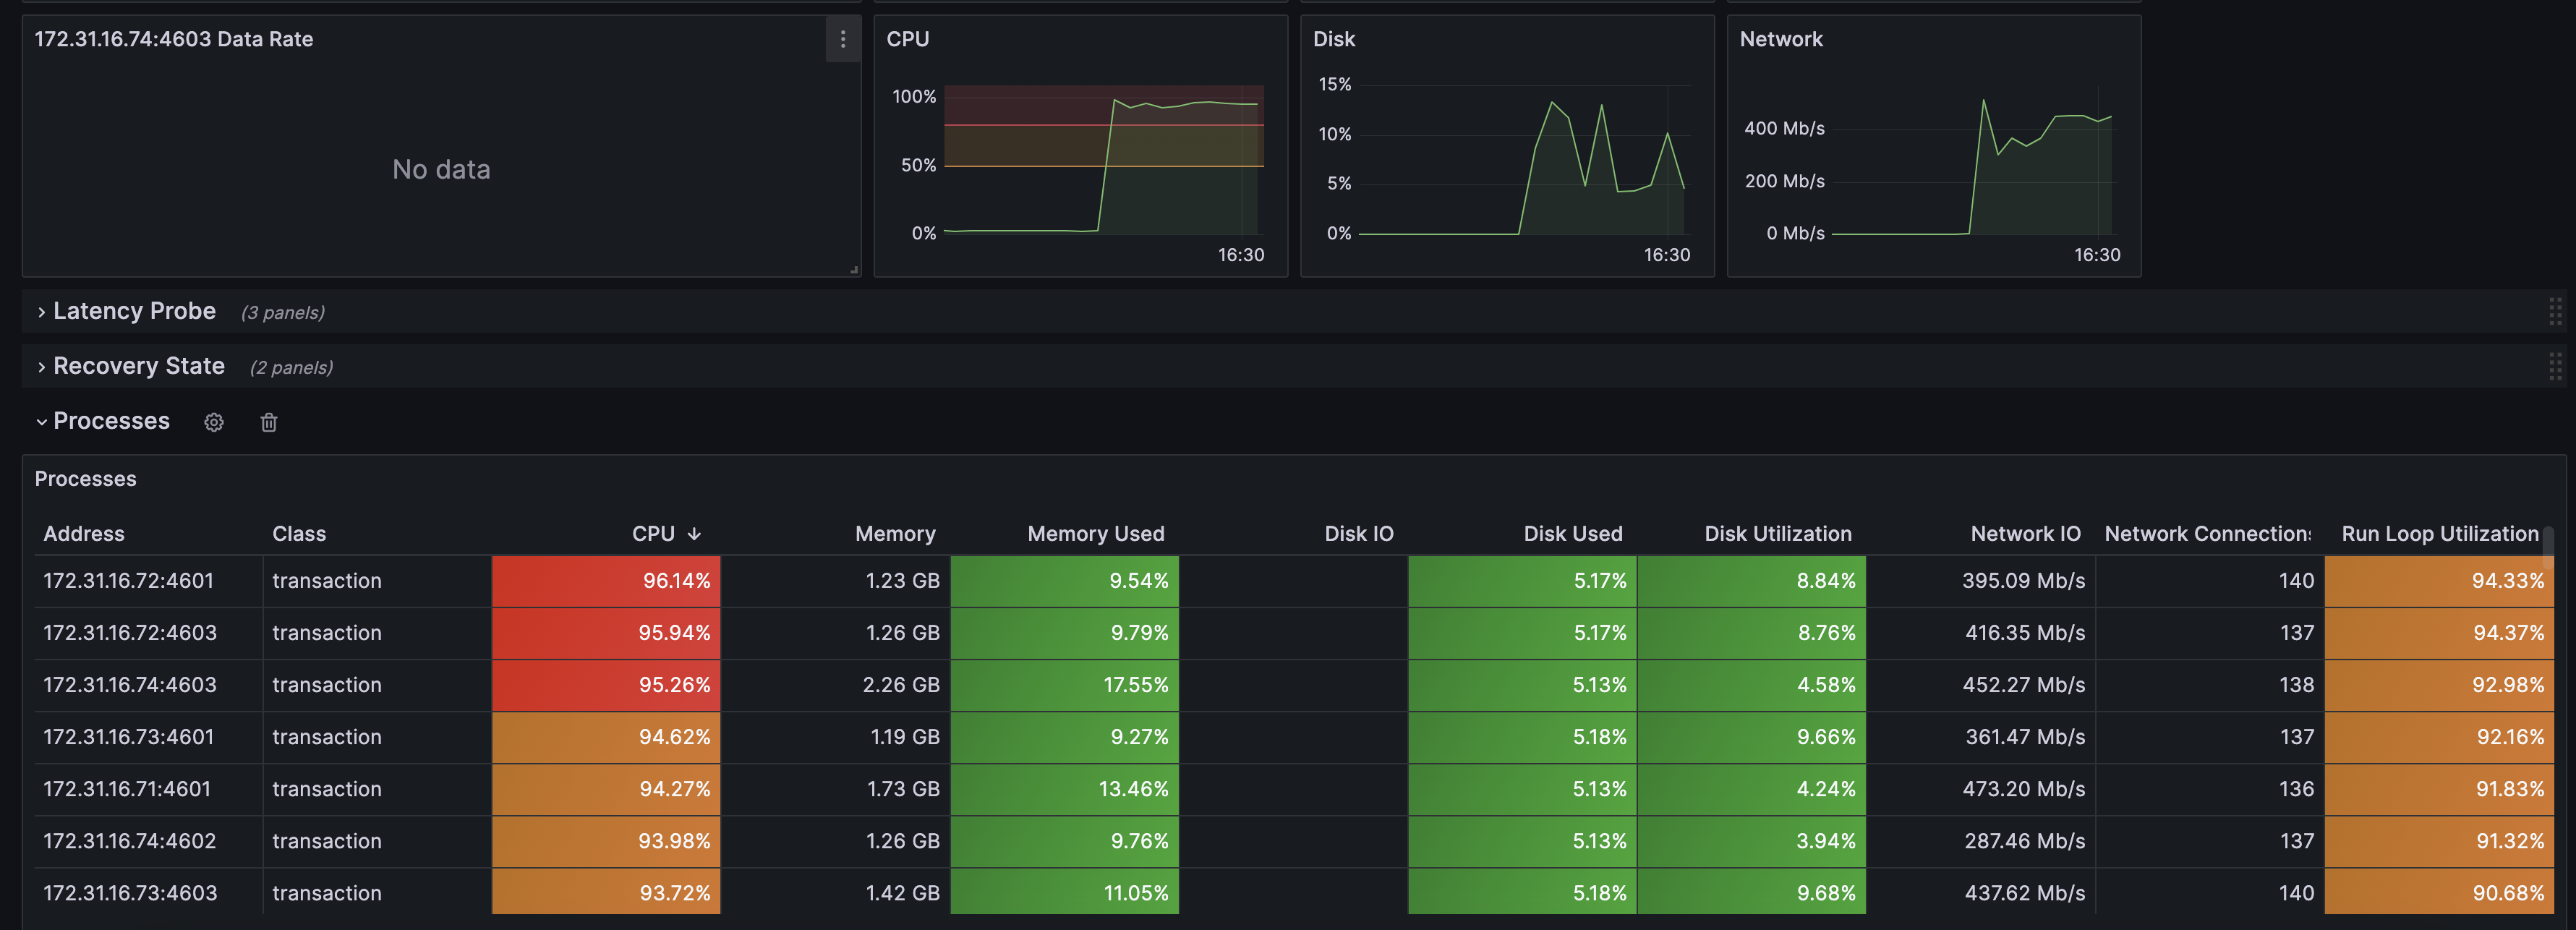 172.31.16.74:4603 Data Rate
No data
CPU
100%
50%
0%
16:30
Disk
15%
10%
5%
0%
16:30
Network
400 Mb/s
200 Mb/s
0 Mb/s
16:30
Latency Probe (3 panels)
Recovery State (2 panels)
Processes
Processes
Address Class CPU Memory Memory Used Disk IO Disk Used Disk Utilization Network IO Network Connections Run Loop Utilization
172.31.16.72:4601 transaction 96.14% 1.23 GB 9.54% 5.17% 8.84% 395.09 Mb/s 140 94.33%
172.31.16.72:4603 transaction 95.94% 1.26 GB 9.79% 5.17% 8.76% 416.35 Mb/s 137 94.37%
172.31.16.74:4603 transaction 95.26% 2.26 GB 17.55% 5.13% 4.58% 452.27 Mb/s 138 92.98%
172.31.16.73:4601 transaction 94.62% 1.19 GB 9.27% 5.18% 9.66% 361.47 Mb/s 137 92.16%
172.31.16.71:4601 transaction 94.27% 1.73 GB 13.46% 5.13% 4.24% 473.20 Mb/s 136 91.83%
172.31.16.74:4602 transaction 93.98% 1.26 GB 9.76% 5.13% 3.94% 287.46 Mb/s 137 91.32%
172.31.16.73:4603 transaction 93.72% 1.42 GB 11.05% 5.18% 9.68% 437.62 Mb/s 140 90.68%